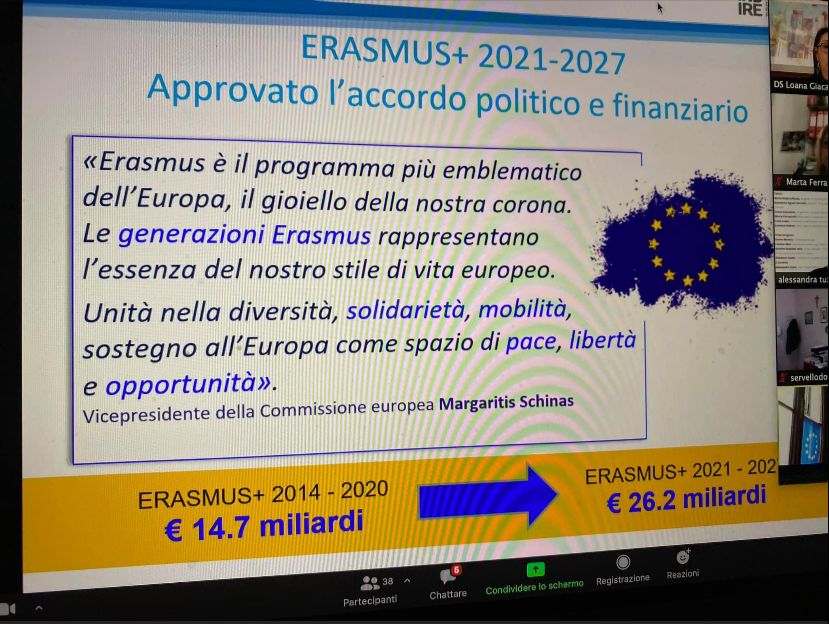 IRE
ERASMUS+ 2021-2027
Approvato l'accordo politico e finanziario
«Erasmus è il programma più emblematico
dell'Europa, il gioiello della nostra corona.
Le generazioni Erasmus rappresentano
l'essenza del nostro stile di vita europeo.
Unità nella diversità, solidarietà, mobilità,
sostegno all'Europa come spazio di pace, libertà
e opportunità».
Vicepresidente della Commissione europea Margaritis Schinas
ERASMUS+ 2014 - 2020
€ 14.7 miliardi
ERASMUS+ 2021 - 202
€ 26.2 miliardi
DS Loana Giaca
Marta Ferra
alessandra tu
servellodo
38
Partecipanti
5
Chattare
Condividere lo schermo
Registrazione
Reazioni